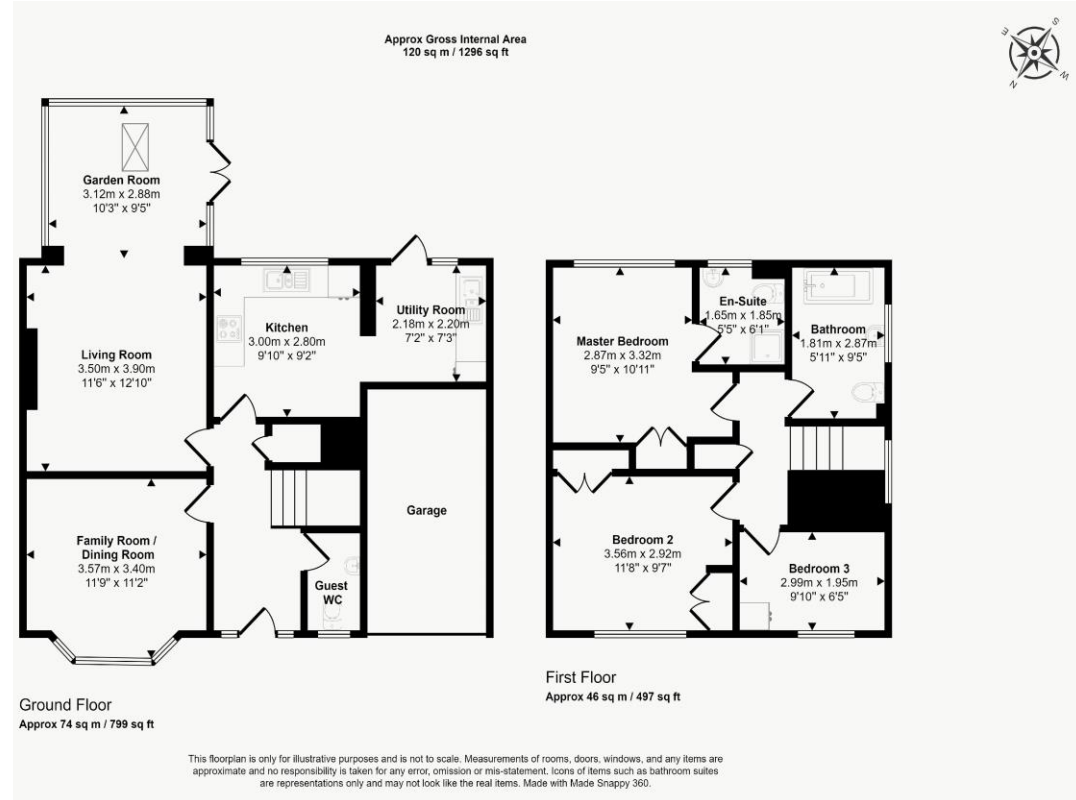 Approx Gross Internal Area
120 sq m / 1296 sq ft
S
E
W
N
Garden Room
3.12m x 2.88m
10'3" x 9'5"
Living Room
3.50m x 3.90m
11'6" x 12'10"
Kitchen
3.00m x 2.80m
9'10" x 9'2"
Utility Room
2.18m x 2.20m
7'2" x 7'3"
Family Room /
Dining Room
3.57m x 3.40m
11'9" x 11'2"
Guest
WC
Garage
Master Bedroom
2.87m x 3.32m
9'5" x 10'11"
En-Suite
1.65m x 1.85m
5'5" x 6'1"
Bathroom
1.81m x 2.87m
5'11" x 9'5"
Bedroom 2
3.56m x 2.92m
11'8" x 9'7"
Bedroom 3
2.99m x 1.95m
9'10" x 6'5"
Ground Floor
Approx 74 sq m / 799 sq ft
First Floor
Approx 46 sq m / 497 sq ft
This floorplan is only for illustrative purposes and is not to scale. Measurements of rooms, doors, windows, and any items are
approximate and no responsibility is taken for any error, omission or mis-statement. Icons of items such as bathroom suites
are representations only and may not look like the real items. Made with Made Snappy 360.